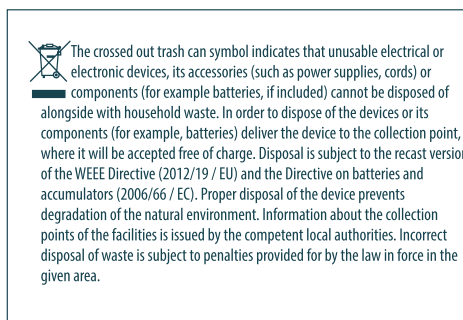 The crossed out trash can symbol indicates that unusable electrical or
electronic devices, its accessories (such as power supplies, cords) or
components (for example batteries, if included) cannot be disposed of
alongside with household waste. In order to dispose of the devices or its
components (for example, batteries) deliver the device to the collection point,
where it will be accepted free of charge. Disposal is subject to the recast version
of the WEEE Directive (2012/19 / EU) and the Directive on batteries and
accumulators (2006/66 / EC). Proper disposal of the device prevents
degradation of the natural environment. Information about the collection
points of the facilities is issued by the competent local authorities. Incorrect
disposal of waste is subject to penalties provided for by the law in force in the
given area.